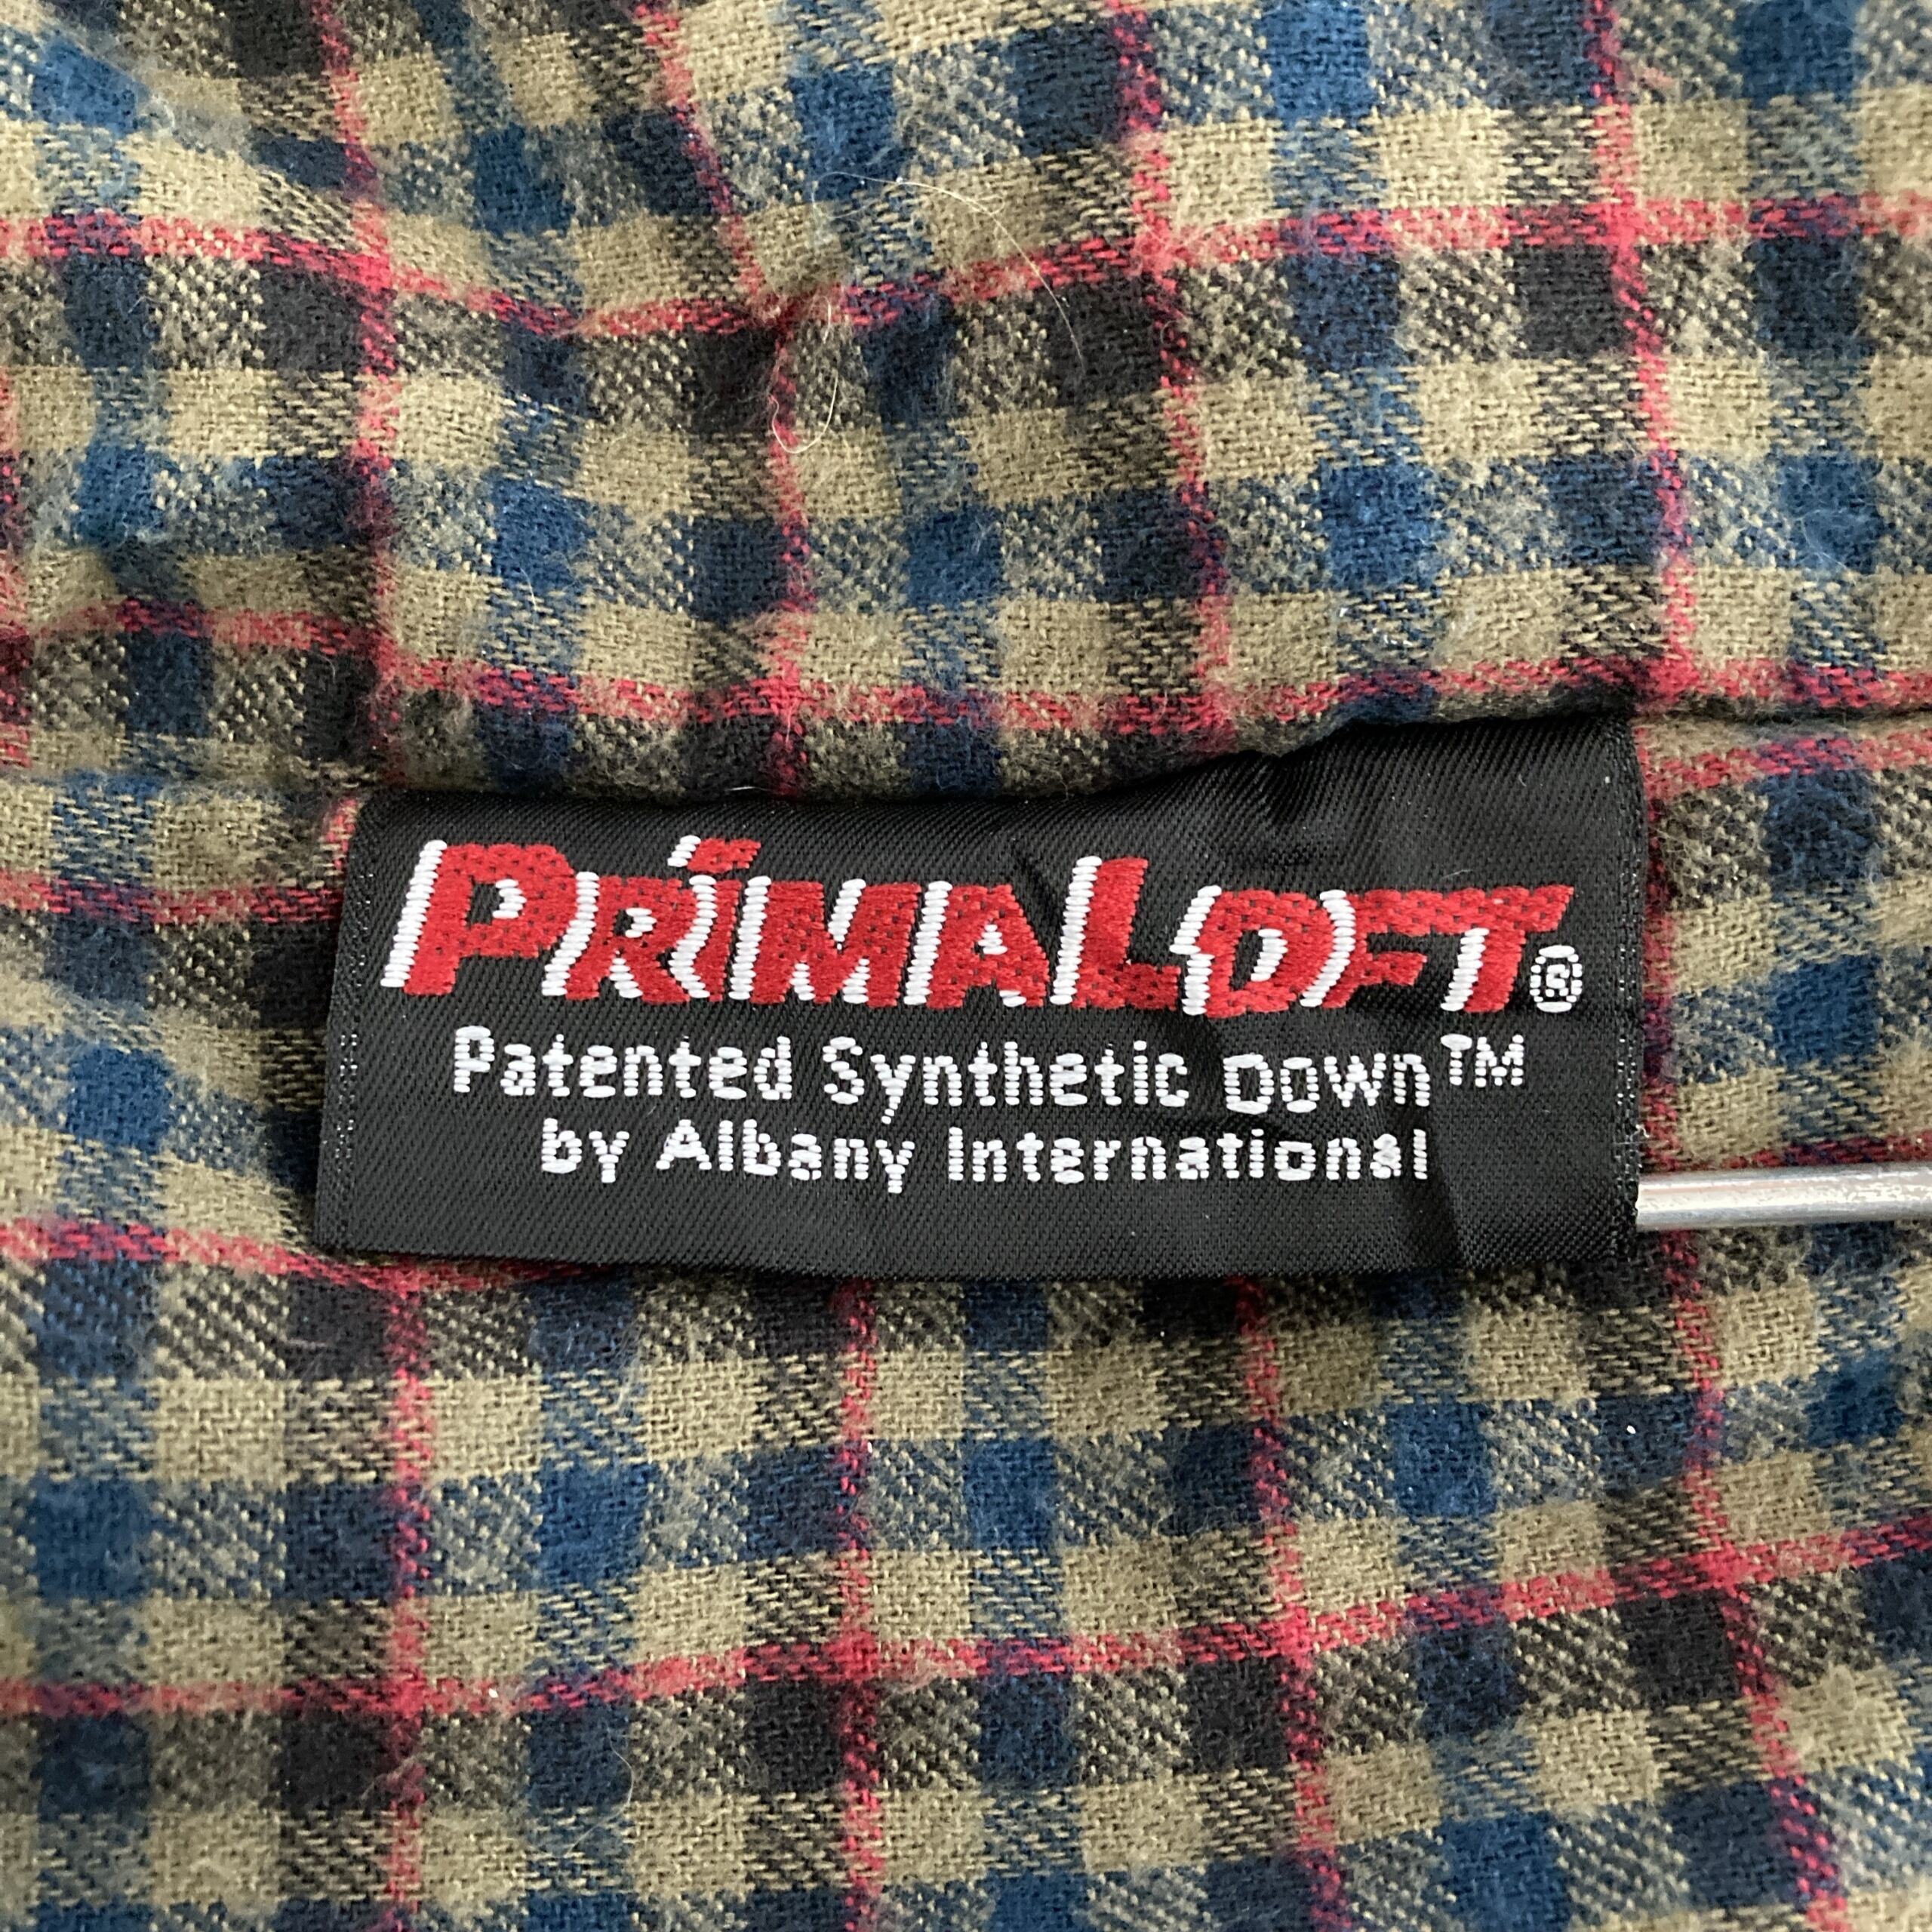 PRIMALOFT®
Patented Synthetic Down™
by Albany International